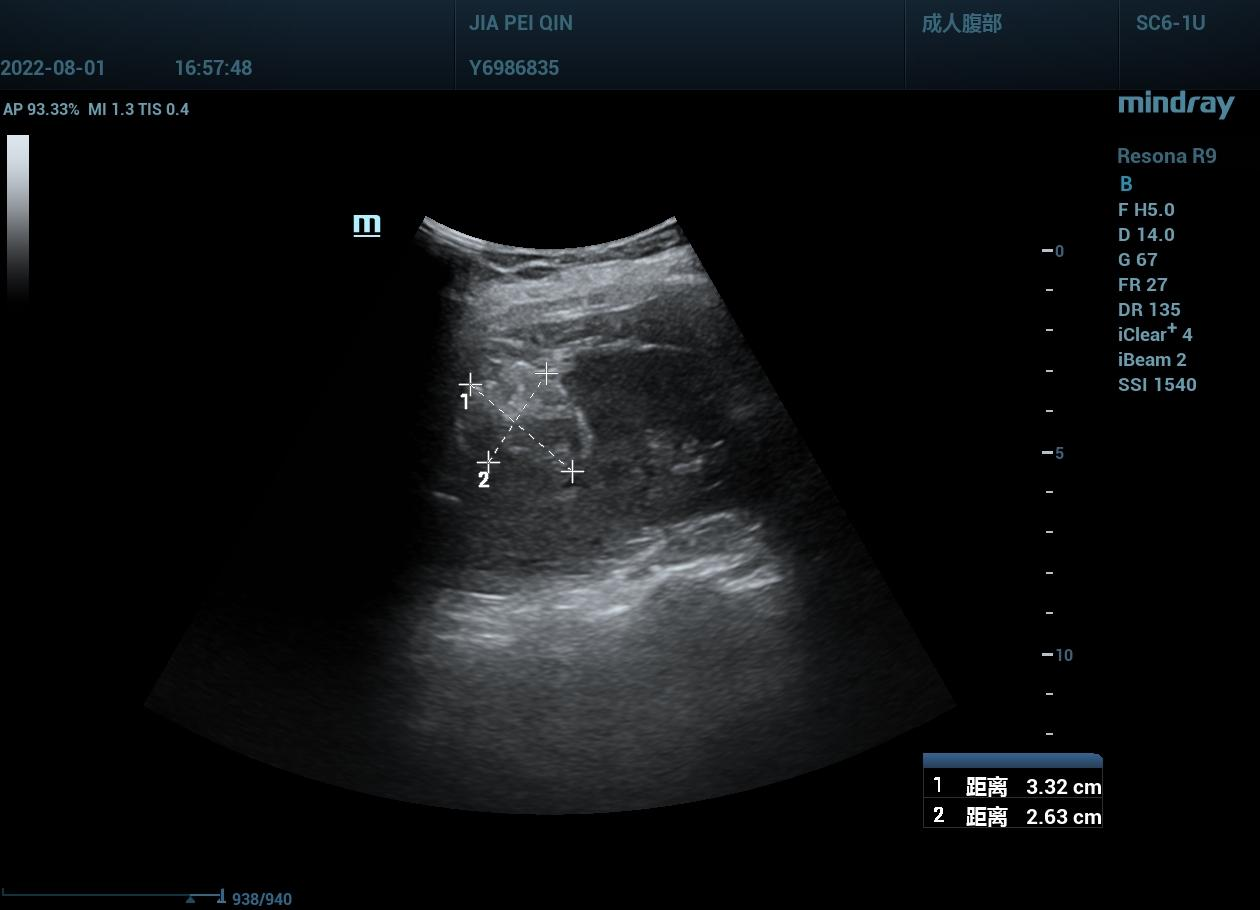 JIA PEI QIN
成人腹部
SC6-1U
2022-08-01
16:57:48
Y6986835
AP 93.33% MI 1.3 TIS 0.4
mindray
Resona R9
B
F H5.0
D 14.0
G 67
FR 27
DR 135
iClear+ 4
iBeam 2
SSI 1540
m
0
5
10
1
2
1 距离 3.32 cm
2 距离 2.63 cm
938/940